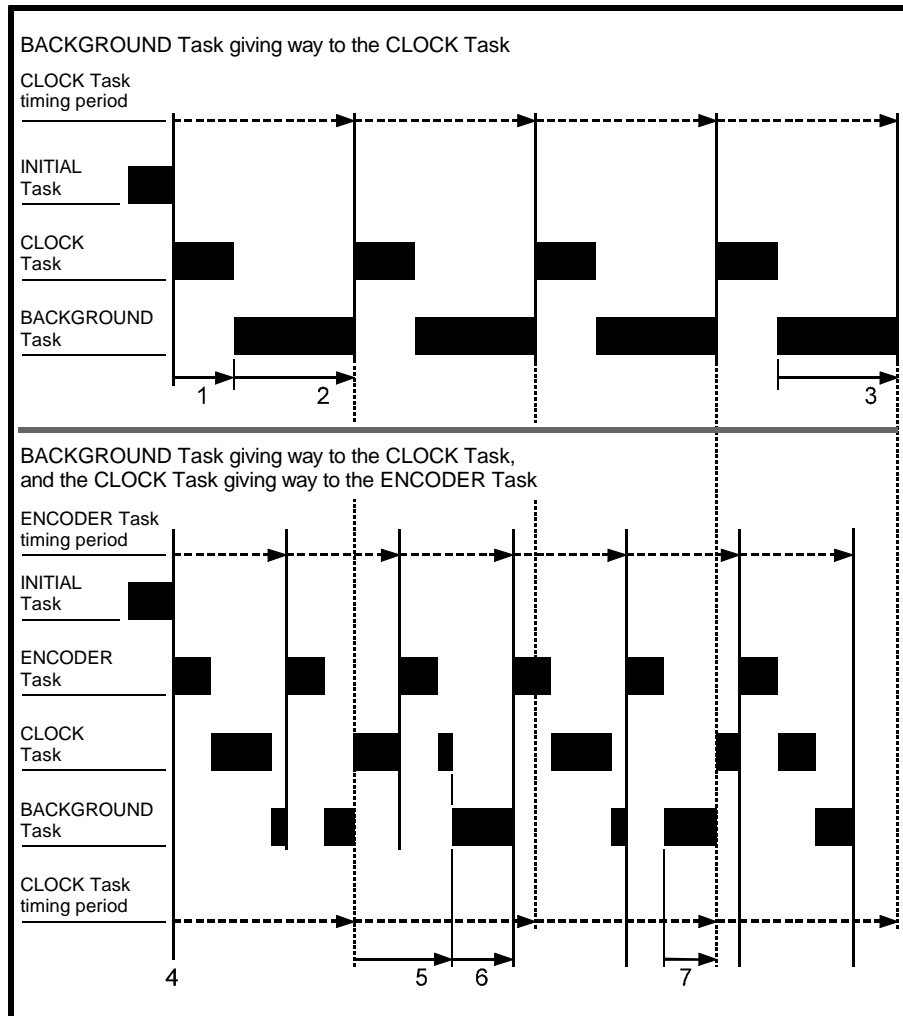 BACKGROUND Task giving way to the CLOCK Task
CLOCK Task
timing period
INITIAL
Task
CLOCK
Task
BACKGROUND
Task
1
2
3
BACKGROUND Task giving way to the CLOCK Task,
and the CLOCK Task giving way to the ENCODER Task
ENCODER Task
timing period
INITIAL
Task
ENCODER
Task
CLOCK
Task
BACKGROUND
Task
CLOCK Task
timing period
4
5
6
7